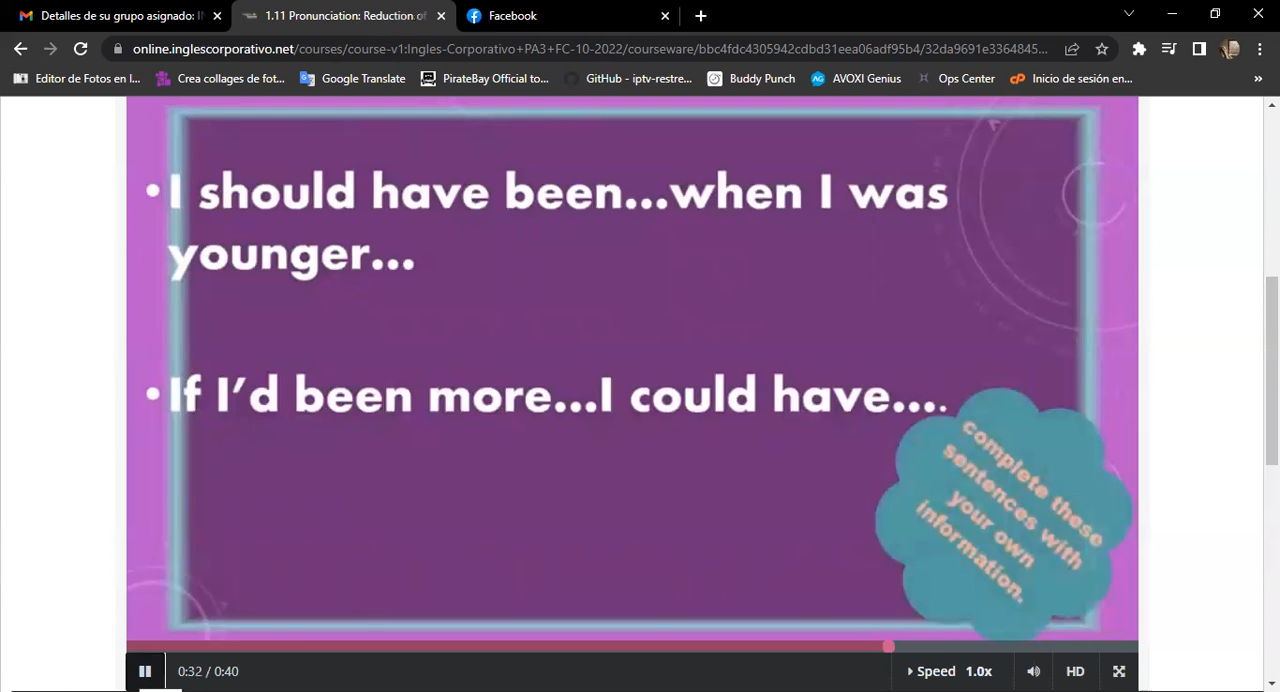 Detalles de su grupo asignado: I
1.11 Pronunciation: Reduction of
Facebook
online.inglescorporativo.net/courses/course-v1:Ingles-Corporativo+PA3+FC-10-2022/courseware/bbc4fdc4305942cdbd31eea06adf95b4/32da9691e3364845...
Editor de Fotos en l...
Crea collages de fot...
Google Translate
PirateBay Official to...
GitHub - iptv-restre...
Buddy Punch
AVOXI Genius
Ops Center
Inicio de sesión en...
•I should have been...when I was
younger...
•If I'd been more...I could have....
complete these
sentences with
your own
information.
0:32 / 0:40
Speed 1.0x
HD